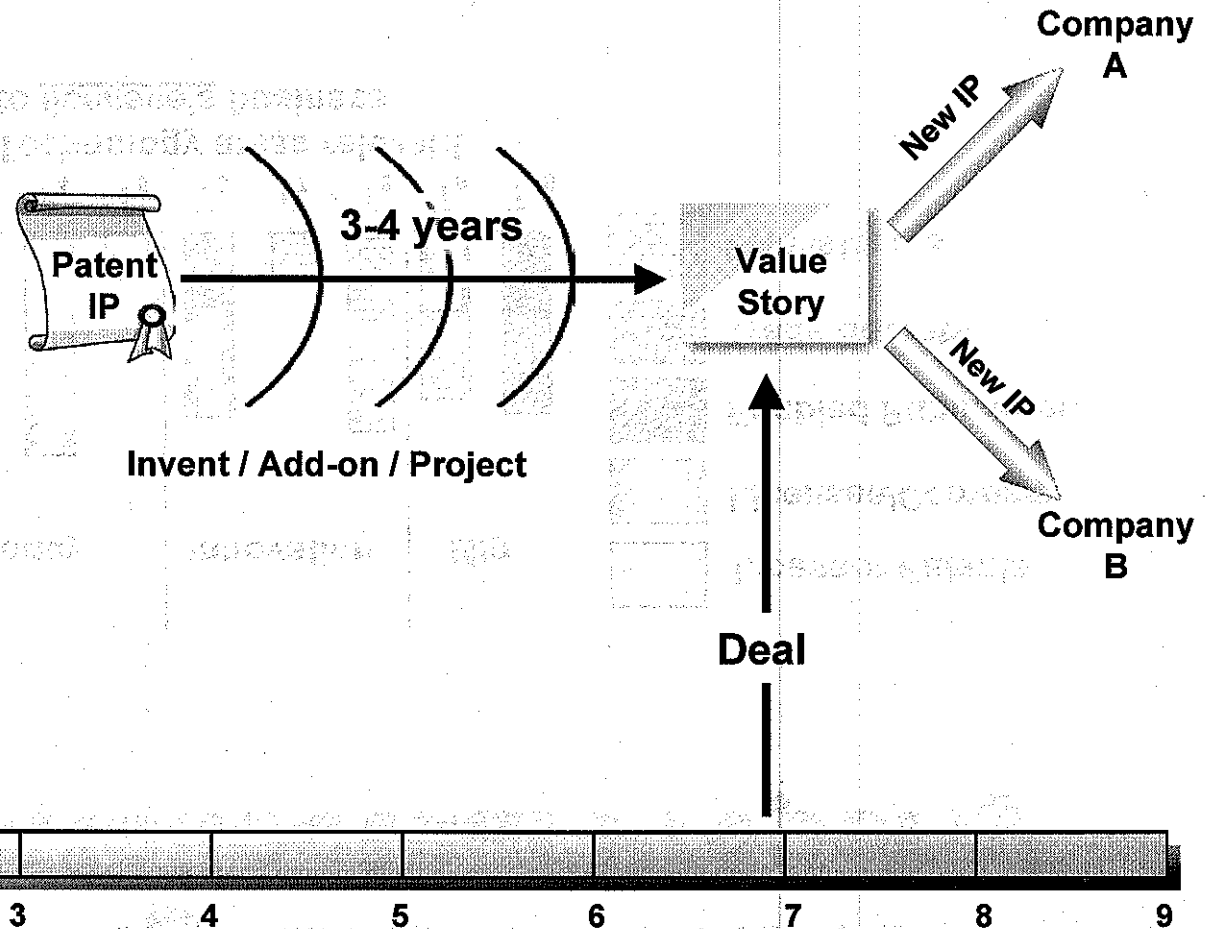 Company
A
New IP
3-4 years
Patent
IP
Value
Story
New IP
Invent / Add-on / Project
Company
B
Deal
3 4 5 6 7 8 9